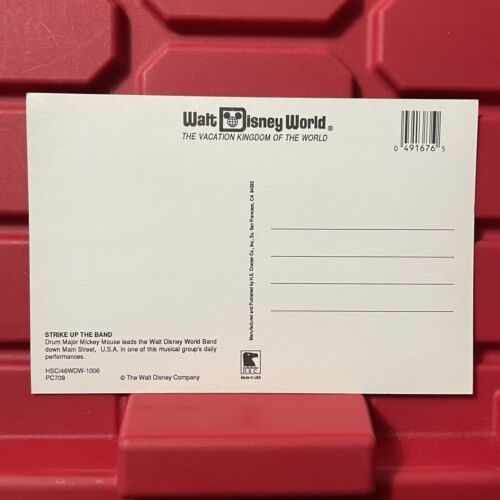 Walt Disney World®
THE VACATION KINGDOM OF THE WORLD
0 491676 5
Manufactured and Published by H.S. Crocker Co., Inc., So. San Francisco, CA 94080
STRIKE UP THE BAND
Drum Major Mickey Mouse leads the Walt Disney World Band
down Main Street, U.S.A. in one of this musical group's daily
performances.
HSC/46WDW-1006
PC709
© The Walt Disney Company
HSC
Made in USA